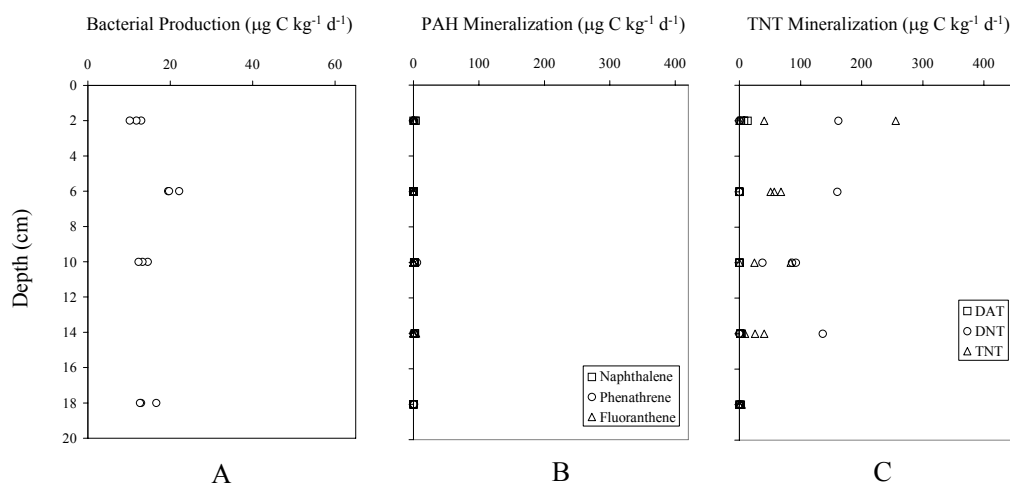 Bacterial Production (µg C kg⁻¹ d⁻¹)
PAH Mineralization (µg C kg⁻¹ d⁻¹)
TNT Mineralization (µg C kg⁻¹ d⁻¹)
0 20 40 60
0 100 200 300 400
0 100 200 300 400
Depth (cm)
0
2
4
6
8
10
12
14
16
18
20
Naphthalene
Phenathrene
Fluoranthene
DAT
DNT
TNT
A
B
C